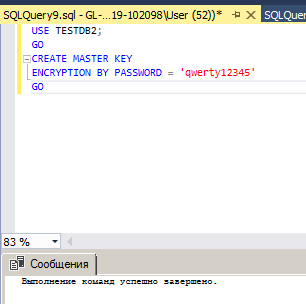 SQLQuery9.sql - GL-...19-102098\User (52))*
SQLQuer
USE TESTDB2;
GO
CREATE MASTER KEY
ENCRYPTION BY PASSWORD = 'qwerty12345'
GO
83 %
Сообщения
Выполнение команд успешно завершено.